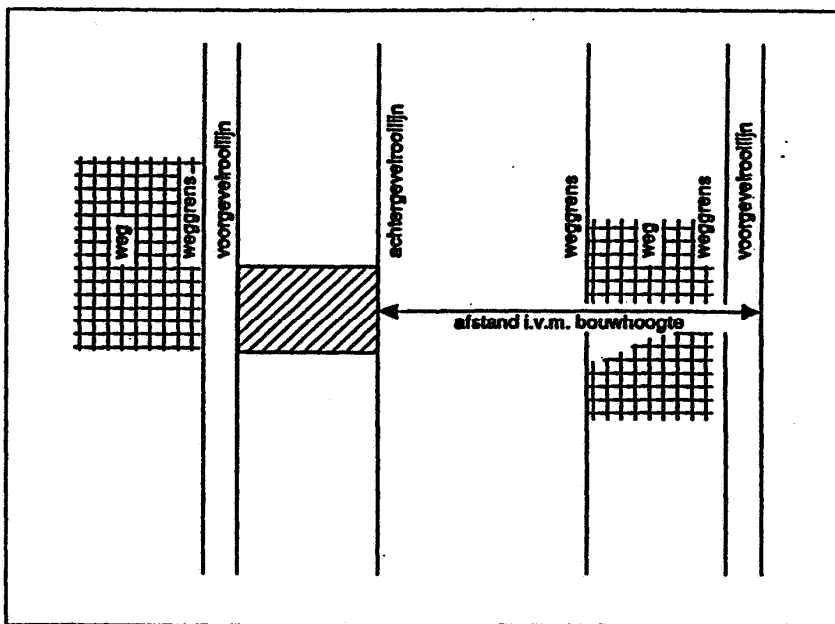 weg
weggrens
voorgevelrooilijn
achtergevelrooilijn
weggrens
weg
weggrens
voorgevelrooilijn
afstand i.v.m. bouwhoogte